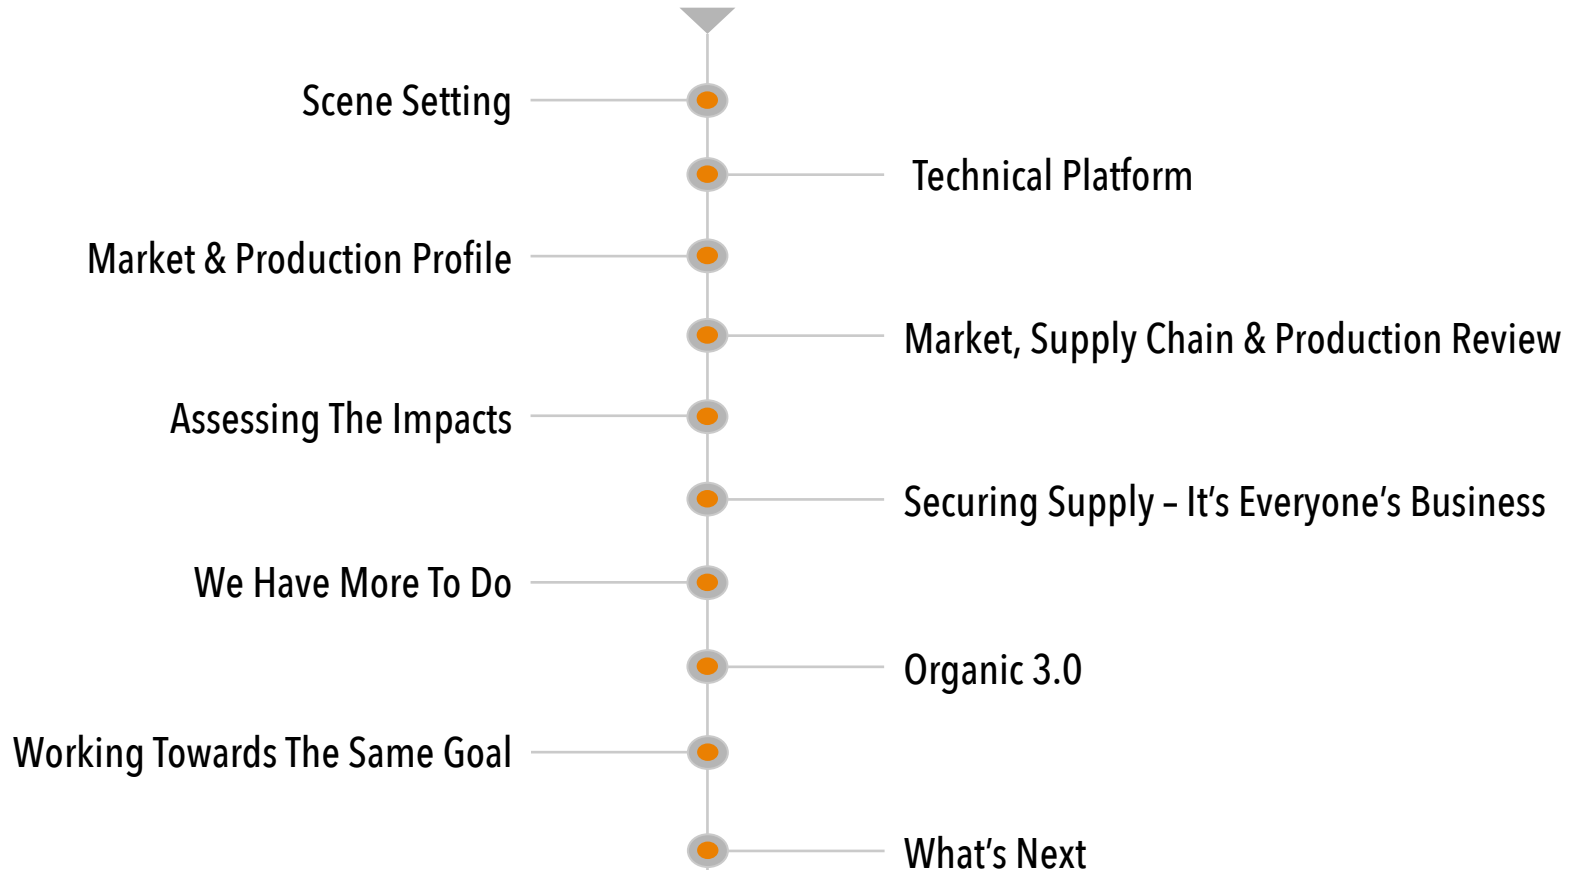 Scene Setting
Technical Platform
Market & Production Profile
Market, Supply Chain & Production Review
Assessing The Impacts
Securing Supply – It’s Everyone’s Business
We Have More To Do
Organic 3.0
Working Towards The Same Goal
What’s Next